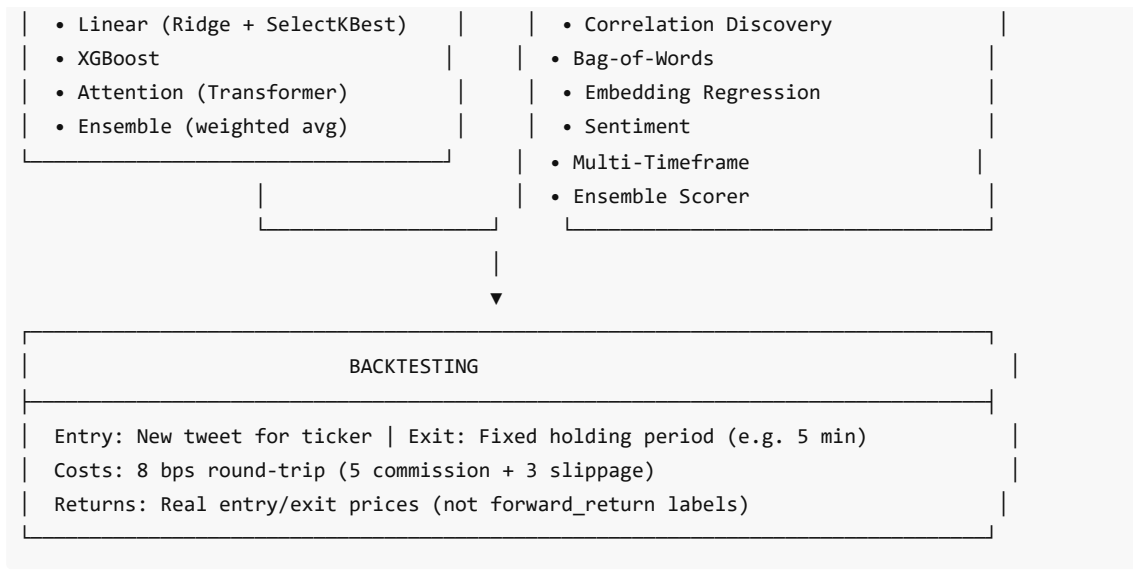 • Linear (Ridge + SelectKBest) • Correlation Discovery
• XGBoost • Bag-of-Words
• Attention (Transformer) • Embedding Regression
• Ensemble (weighted avg) • Sentiment
• Multi-Timeframe
• Ensemble Scorer
▼
BACKTESTING
Entry: New tweet for ticker | Exit: Fixed holding period (e.g. 5 min)
Costs: 8 bps round-trip (5 commission + 3 slippage)
Returns: Real entry/exit prices (not forward_return labels)